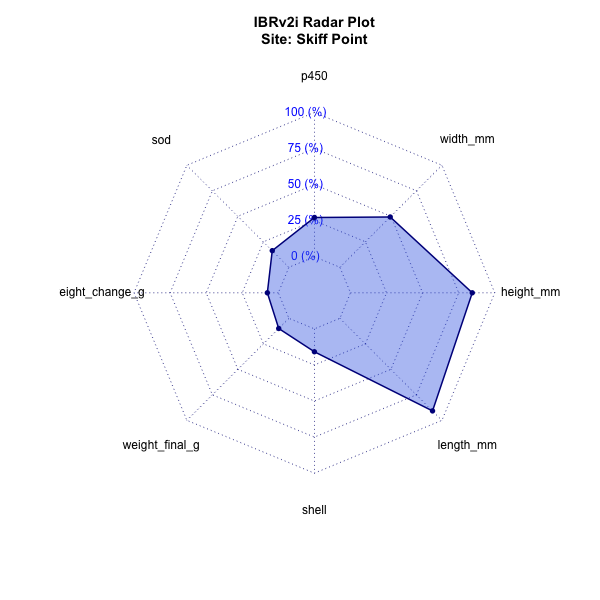 IBRv2i Radar Plot
Site: Skiff Point
p450
100 (%)
sod
width_mm
75 (%)
50 (%)
25 (%)
0 (%)
eight_change_g
height_mm
weight_final_g
length_mm
shell